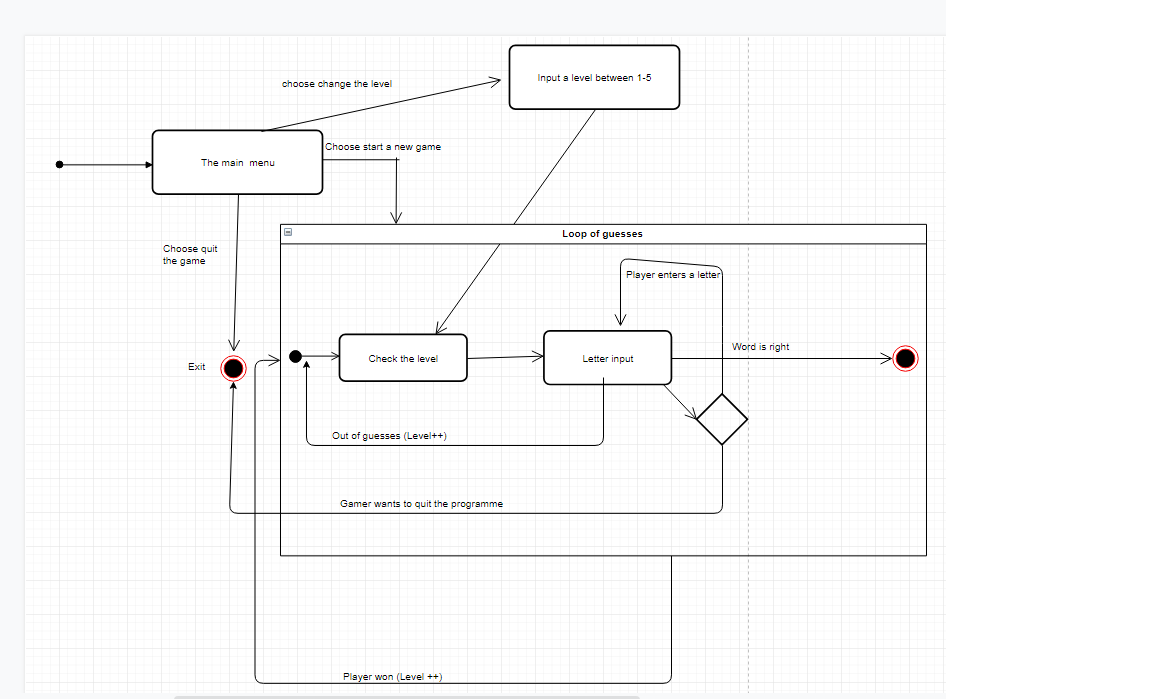 Input a level between 1-5
choose change the level
Choose start a new game
The main  menu
Loop of guesses
Choose quit
the game
Player enters a letter
Word is right
Check the level
Letter input
Exit
Out of guesses (Level++)
Gamer wants to quit the programme
Player won (Level ++)